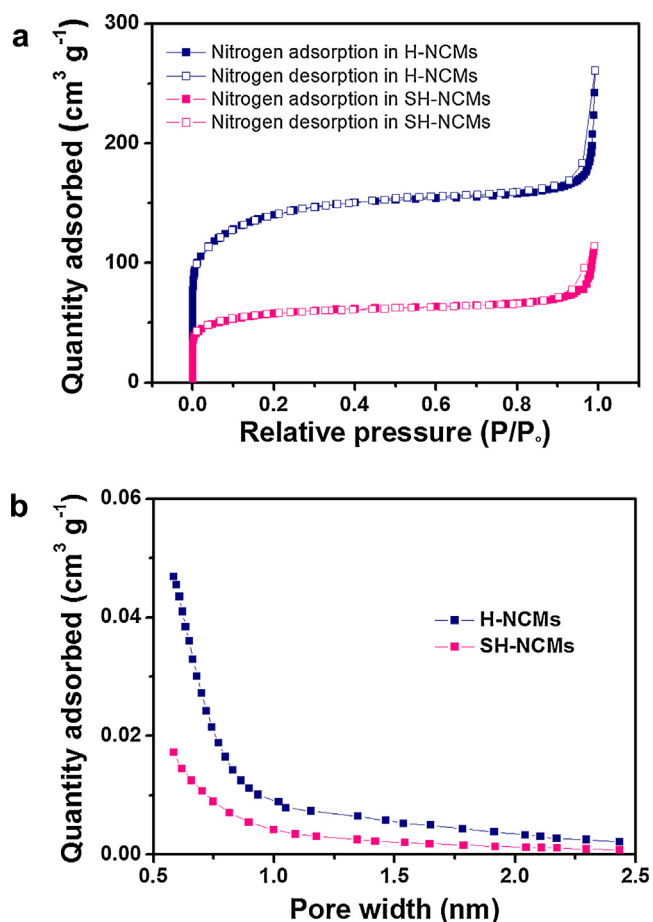 a
Quantity adsorbed (cm³ g⁻¹)
300
200
100
0
Nitrogen adsorption in H-NCMs
Nitrogen desorption in H-NCMs
Nitrogen adsorption in SH-NCMs
Nitrogen desorption in SH-NCMs
0.0 0.2 0.4 0.6 0.8 1.0
Relative pressure (P/P₀)
b
Quantity adsorbed (cm³ g⁻¹)
0.06
0.04
0.02
0.00
H-NCMs
SH-NCMs
0.5 1.0 1.5 2.0 2.5
Pore width (nm)